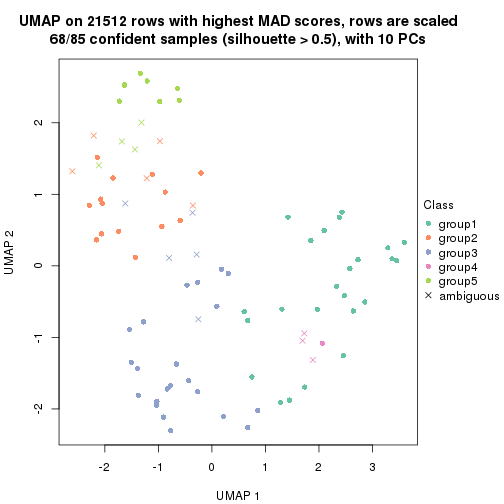 UMAP on 21512 rows with highest MAD scores, rows are scaled
68/85 confident samples (silhouette > 0.5), with 10 PCs
Class
group1
group2
group3
group4
group5
ambiguous
UMAP 2
2
1
0
-1
-2
-2 -1 0 1 2 3
UMAP 1